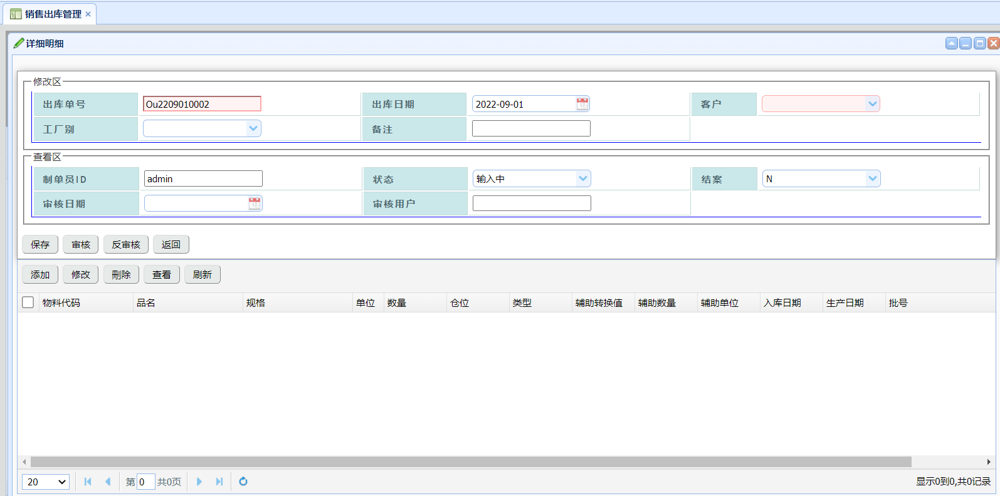 销售出库管理
详细明细
修改区
出库单号 Ou2209010002 出库日期 2022-09-01 客户
工厂别 备注
查看区
制单员ID admin 状态 输入中 结案 N
审核日期 审核用户
保存 审核 反审核 返回
添加 修改 刪除 查看 刷新
物料代码 品名 规格 单位 数量 仓位 类型 辅助转换值 辅助数量 辅助单位 入库日期 生产日期 批号
20 第 0 共0页 显示0到0,共0记录